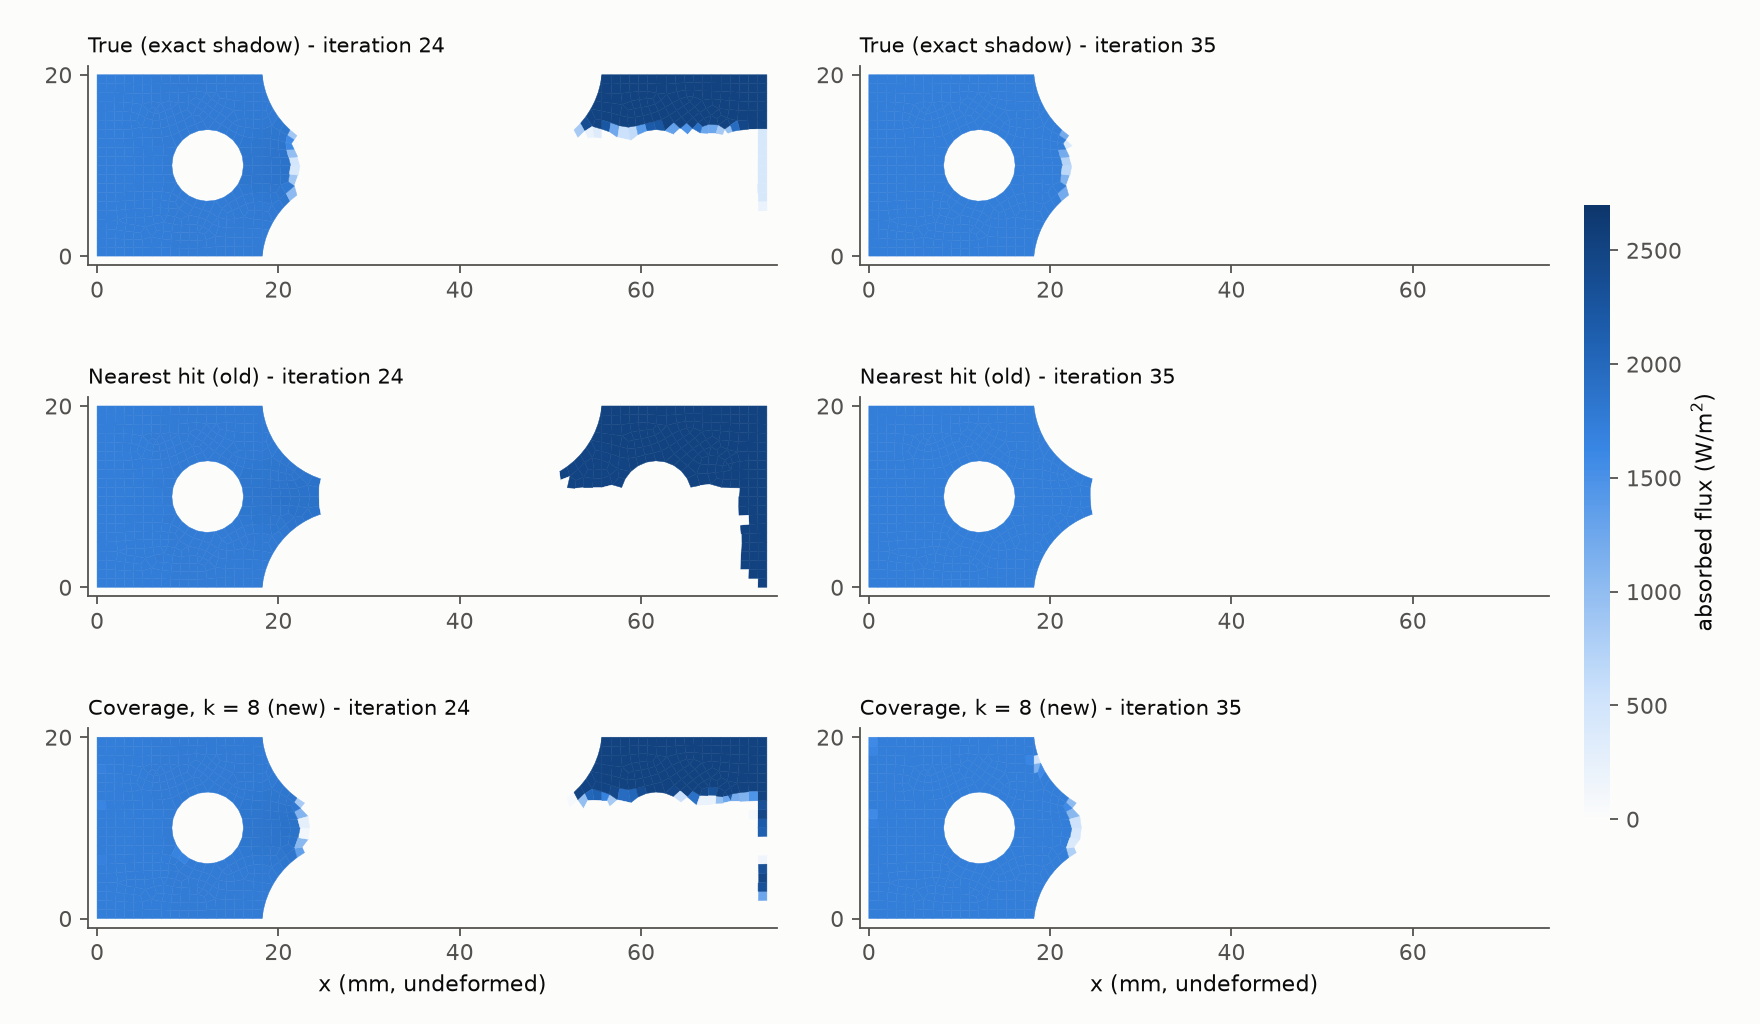 True (exact shadow) - iteration 24
20
0
0 20 40 60
True (exact shadow) - iteration 35
20
0
0 20 40 60
Nearest hit (old) - iteration 24
20
0
0 20 40 60
Nearest hit (old) - iteration 35
20
0
0 20 40 60
Coverage, k = 8 (new) - iteration 24
20
0
0 20 40 60
x (mm, undeformed)
Coverage, k = 8 (new) - iteration 35
20
0
0 20 40 60
x (mm, undeformed)
2500
2000
1500
1000
500
0
absorbed flux (W/m²)